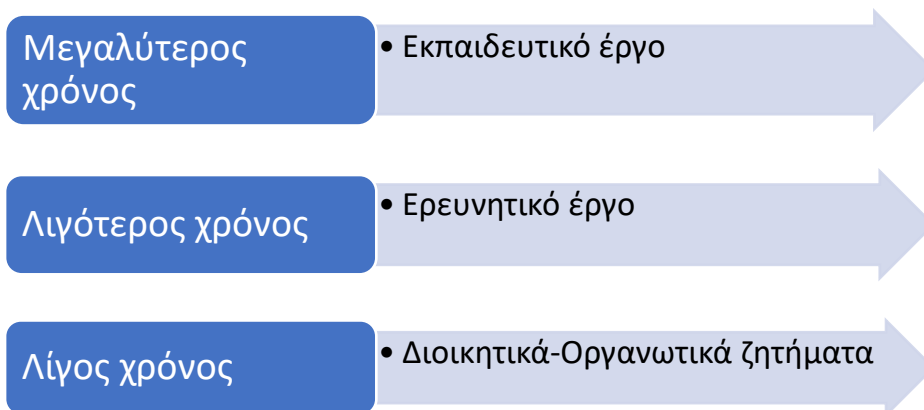 Μεγαλύτερος
χρόνος
• Εκπαιδευτικό έργο
Λιγότερος χρόνος
• Ερευνητικό έργο
Λίγος χρόνος
• Διοικητικά-Οργανωτικά ζητήματα